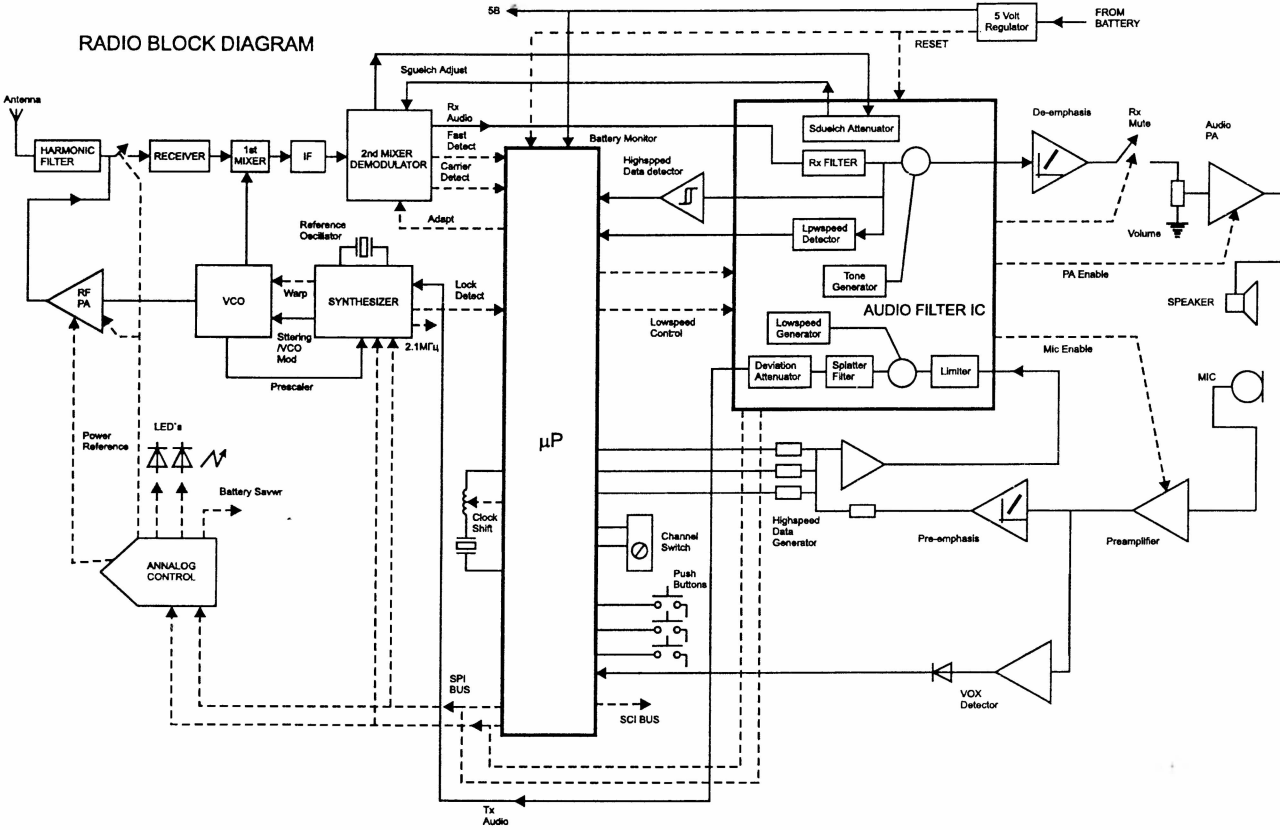 5B
5 Volt
Regulator
FROM
BATTERY
RADIO BLOCK DIAGRAM
RESET
Sgueich Adjust
Antenna
HARMONIC
FILTER
RECEIVER
1st
MIXER
IF
2nd MIXER
DEMODULATOR
Rx
Audio
Fast
Detect
Carrier
Detect
Adapt
Battery Monitor
Highspped
Data detector
Sdueich Attenuator
Rx FILTER
Lpwspeed
Detector
Tone
Generator
AUDIO FILTER IC
De-emphasis
Rx
Mute
Audio
PA
Volume
PA Enable
SPEAKER
Reference
Oscillator
RF
PA
VCO
Warp
SYNTHESIZER
Lock
Detect
Sttering
/VCO
Mod
2.1МГц
Prescaler
Lowspeed
Control
Lowspeed
Generator
Deviation
Attenuator
Splatter
Filter
Limiter
Mic Enable
MIC
Power
Reference
LED`s
Battery Savwr
ANNALOG
CONTROL
µP
Clock
Shift
Channel
Switch
Push
Buttons
Highspeed
Data
Generator
Pre-emphasis
Preamplifier
VOX
Detector
SPI
BUS
SCI BUS
Tx
Audio